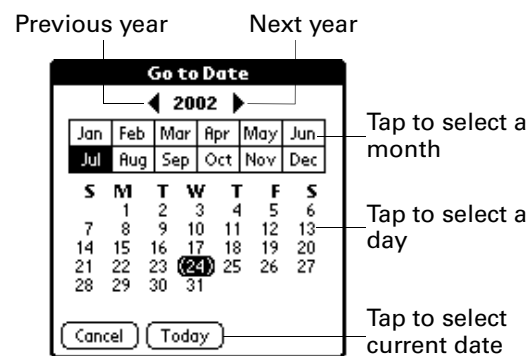 Previous year Next year
Go to Date
2002
Jan Feb Mar Apr May Jun
Tap to select a
month
Jul Aug Sep Oct Nov Dec
S M T W T F S
1 2 3 4 5 6
Tap to select a
day
7 8 9 10 11 12 13
14 15 16 17 18 19 20
21 22 23 (24) 25 26 27
28 29 30 31
Cancel Today
Tap to select
current date